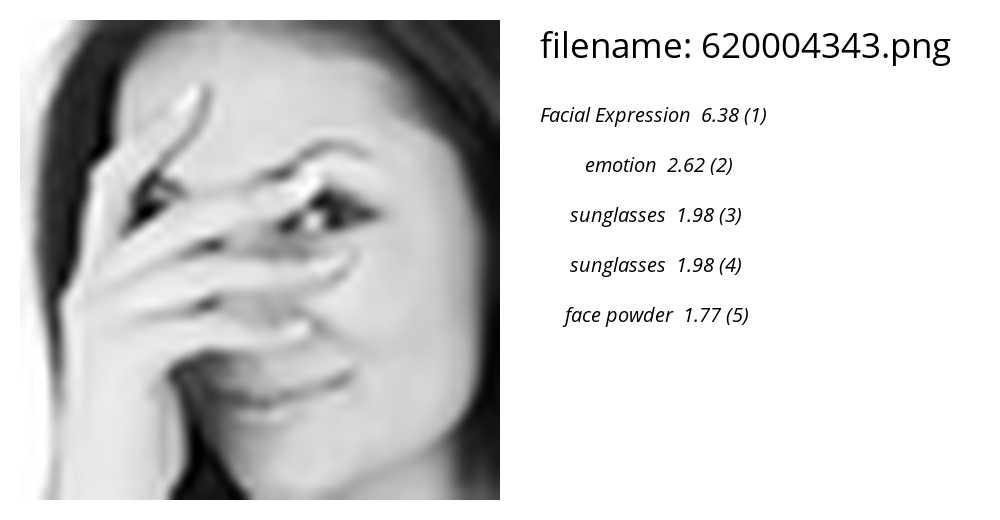 filename: 620004343.png
Facial Expression 6.38 (1)
emotion 2.62 (2)
sunglasses 1.98 (3)
sunglasses 1.98 (4)
face powder 1.77 (5)